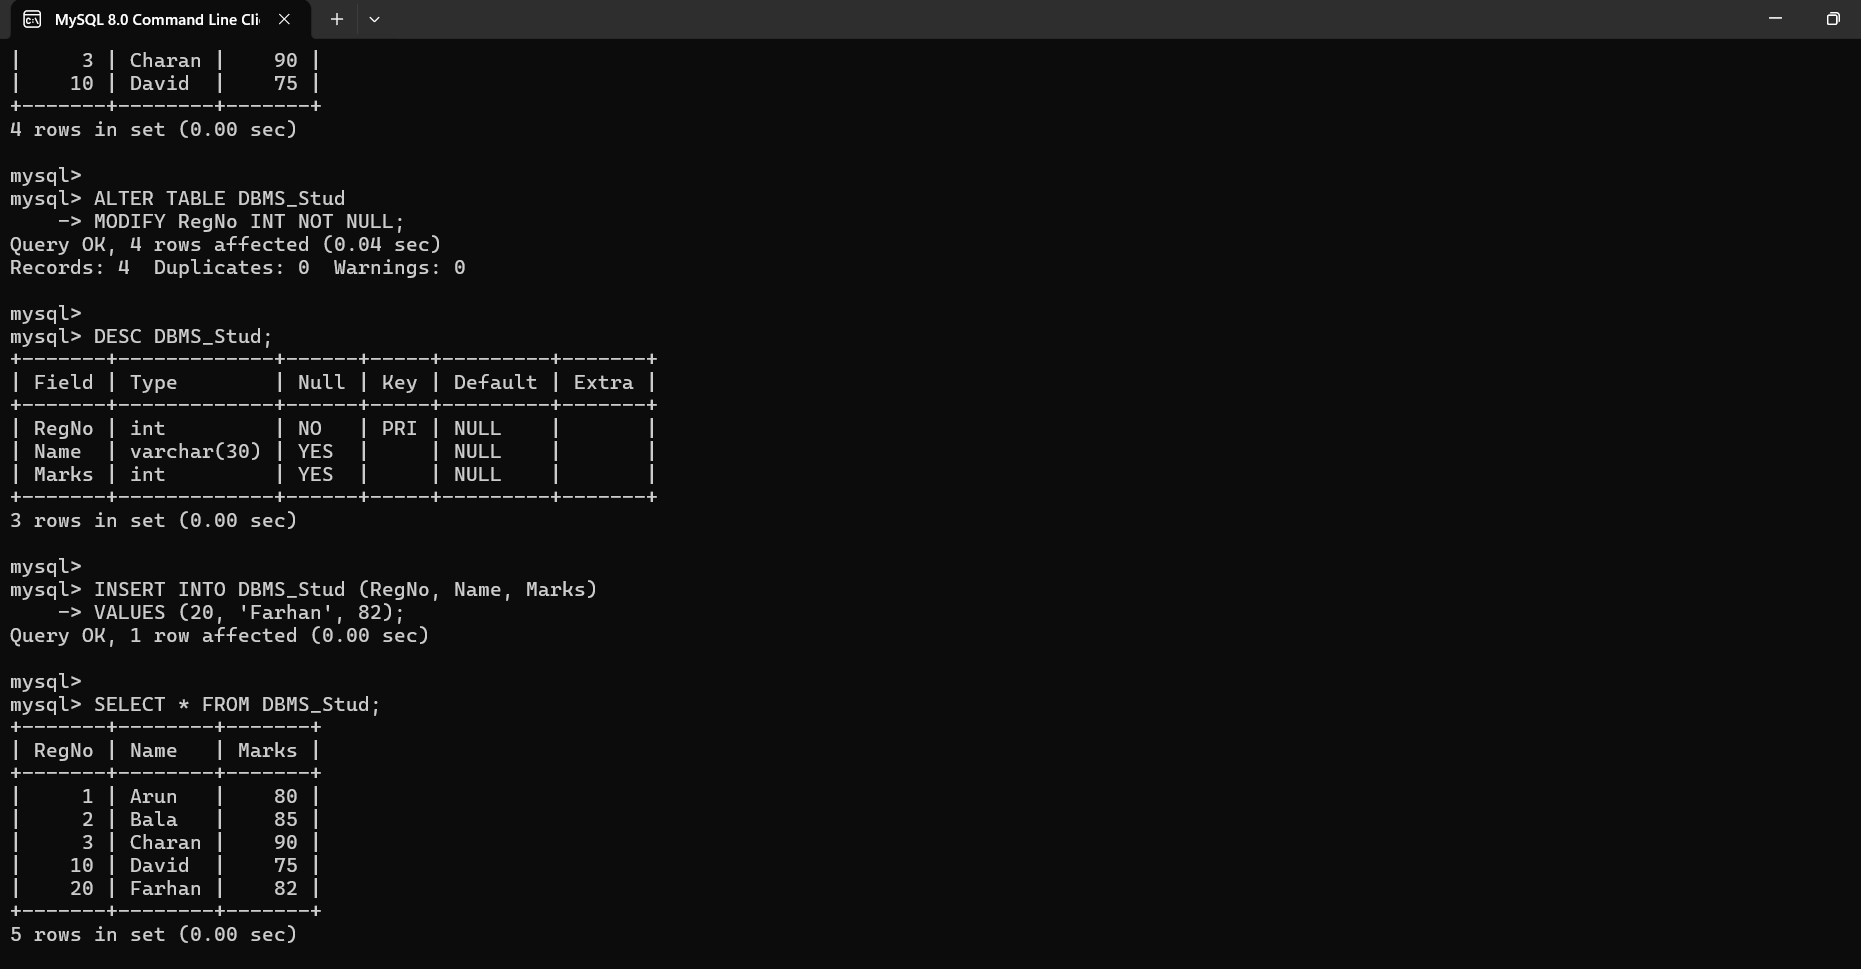 MySQL 8.0 Command Line Cli
|     3 | Charan |    90 |
|    10 | David  |    75 |
+-------+--------+-------+
4 rows in set (0.00 sec)
mysql>
mysql> ALTER TABLE DBMS_Stud
    -> MODIFY RegNo INT NOT NULL;
Query OK, 4 rows affected (0.04 sec)
Records: 4  Duplicates: 0  Warnings: 0
mysql>
mysql> DESC DBMS_Stud;
+-------+-------------+------+-----+---------+-------+
| Field | Type        | Null | Key | Default | Extra |
+-------+-------------+------+-----+---------+-------+
| RegNo | int         | NO   | PRI | NULL    |       |
| Name  | varchar(30) | YES  |     | NULL    |       |
| Marks | int         | YES  |     | NULL    |       |
+-------+-------------+------+-----+---------+-------+
3 rows in set (0.00 sec)
mysql>
mysql> INSERT INTO DBMS_Stud (RegNo, Name, Marks)
    -> VALUES (20, 'Farhan', 82);
Query OK, 1 row affected (0.00 sec)
mysql>
mysql> SELECT * FROM DBMS_Stud;
+-------+--------+-------+
| RegNo | Name   | Marks |
+-------+--------+-------+
|     1 | Arun   |    80 |
|     2 | Bala   |    85 |
|     3 | Charan |    90 |
|    10 | David  |    75 |
|    20 | Farhan |    82 |
+-------+--------+-------+
5 rows in set (0.00 sec)